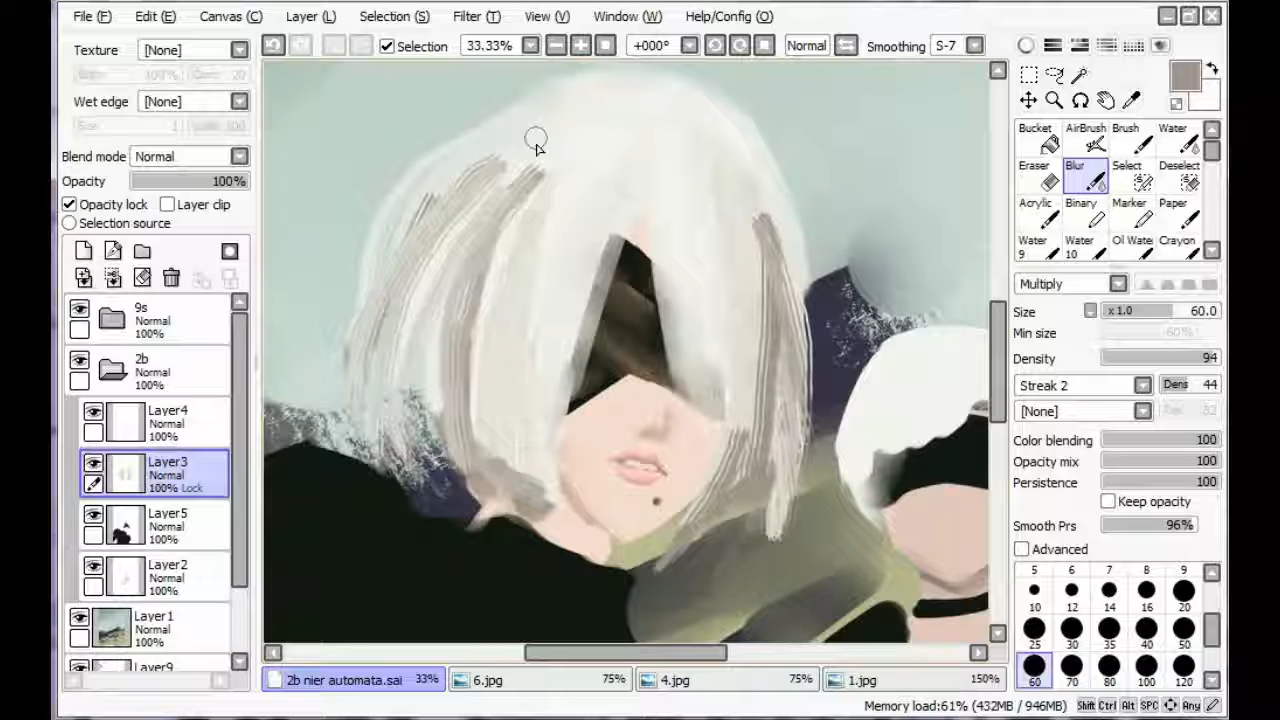 File (F) Edit (E) Canvas (C) Layer (L) Selection (S) Filter (T) View (V) Window (W) Help/Config (O)
Texture [None]
Selection 33.33% +000° Normal Smoothing S-7
Wet edge [None]
Blend mode Normal
Opacity 100%
Opacity lock Layer clip
Selection source
9s
Normal
100%
2b
Normal
100%
Layer4
Normal
100%
Layer3
Normal
100% Lock
Layer5
Normal
100%
Layer2
Normal
100%
Layer1
Normal
100%
Layer9
Bucket AirBrush Brush Water
Eraser Blur Select Deselect
Acrylic Binary Marker Paper
Water 9 Water 10 Oil Wate Crayon
Multiply
Size x 1.0 60.0
Min size
Density 94
Streak 2 Dens 44
[None]
Color blending 100
Opacity mix 100
Persistence 100
Keep opacity
Smooth Prs 96%
Advanced
5 6 7 8 9
10 12 14 16 20
25 30 35 40 50
60 70 80 100 120
2b nier automata.sai 33% 6.jpg 75% 4.jpg 75% 1.jpg 150%
Memory load:61% (432MB / 946MB) Shift Ctrl Alt SPC Any